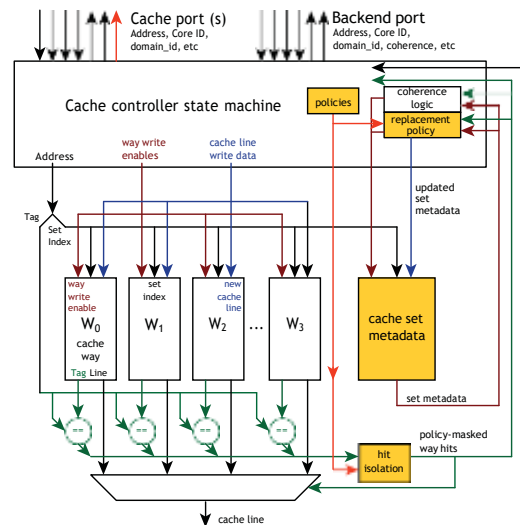 Cache port (s)
Address, Core ID,
domain_id, etc
Backend port
Address, Core ID,
domain_id, coherence, etc
Cache controller state machine
policies
coherence
logic
replacement
policy
Address
way write
enables
cache line
write data
updated
set
metadata
Tag
Set
Index
way
write
enable
W0
cache
way
Tag Line
set
index
W1
new
cache
line
W2
...
W3
cache set
metadata
set metadata
==
==
==
==
hit
isolation
policy-masked
way hits
cache line